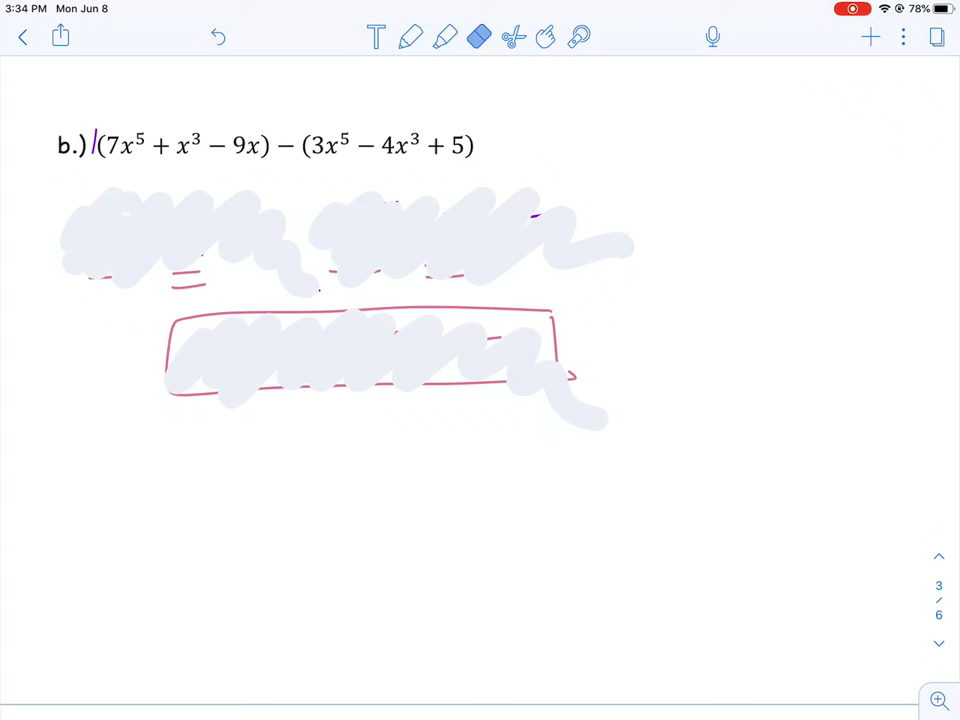 3:34 PM Mon Jun 8 78%
T
b.) (7x⁵ + x³ − 9x) − (3x⁵ − 4x³ + 5)
3
/
6